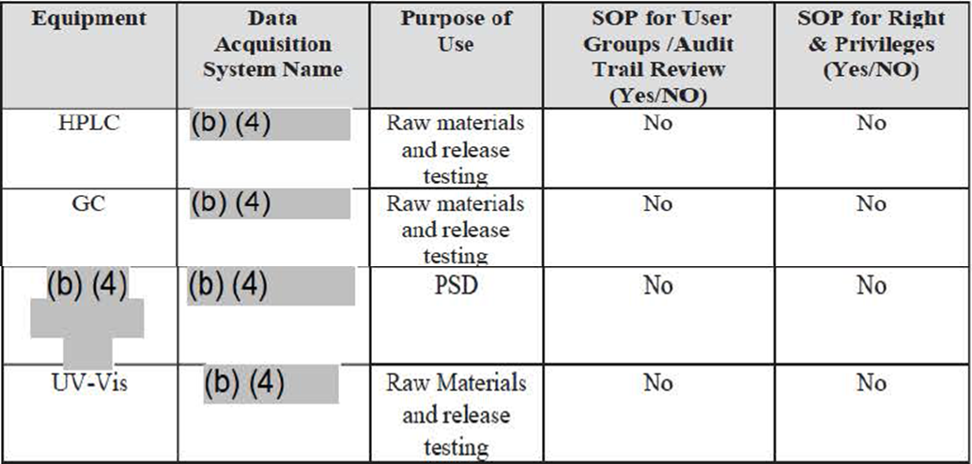 Equipment
Data
Acquisition
System Name
Purpose of
Use
SOP for User
Groups /Audit
Trail Review
(Yes/NO)
SOP for Right
& Privileges
(Yes/NO)
HPLC
(b) (4)
Raw materials
and release
testing
No
No
GC
(b) (4)
Raw materials
and release
testing
No
No
(b) (4)
(b) (4)
PSD
No
No
UV-Vis
(b) (4)
Raw Materials
and release
testing
No
No